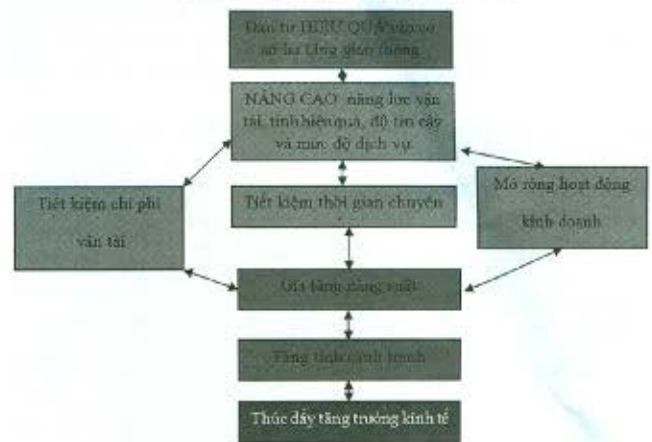 Đầu tư HIỆU QUẢ vào cơ
sở hạ tầng giao thông
NÂNG CAO năng lực vận
tải, tính hiệu quả, độ tin cậy
và mức độ dịch vụ
Tiết kiệm chi phí
vận tải
Tiết kiệm thời gian chuyên
Mở rộng hoạt động
kinh doanh
Gia tăng năng suất
Tăng tính cạnh tranh
Thúc đẩy tăng trưởng kinh tế